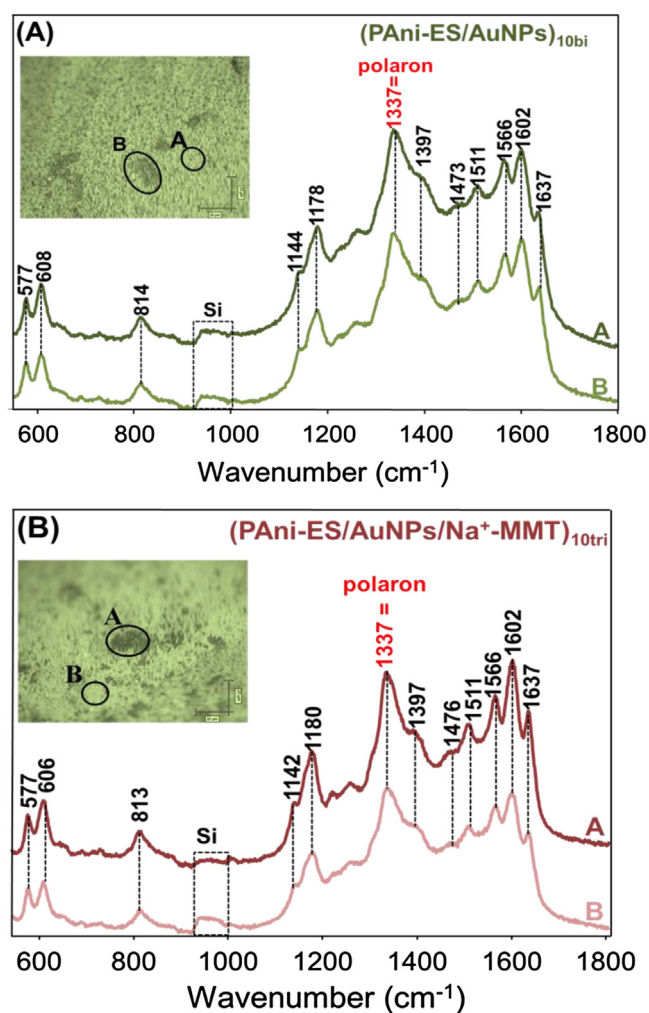 (A)
(PAni-ES/AuNPs)10bi
polaron
1337=
1397
1473
1511
1566
1602
1637
B
A
1178
1144
577
608
814
Si
A
B
600 800 1000 1200 1400 1600 1800
Wavenumber (cm-1)
(B)
(PAni-ES/AuNPs/Na+-MMT)10tri
polaron
1337 =
1397
1476
1511
1566
1602
1637
A
B
1180
1142
577
606
813
Si
A
B
600 800 1000 1200 1400 1600 1800
Wavenumber (cm-1)